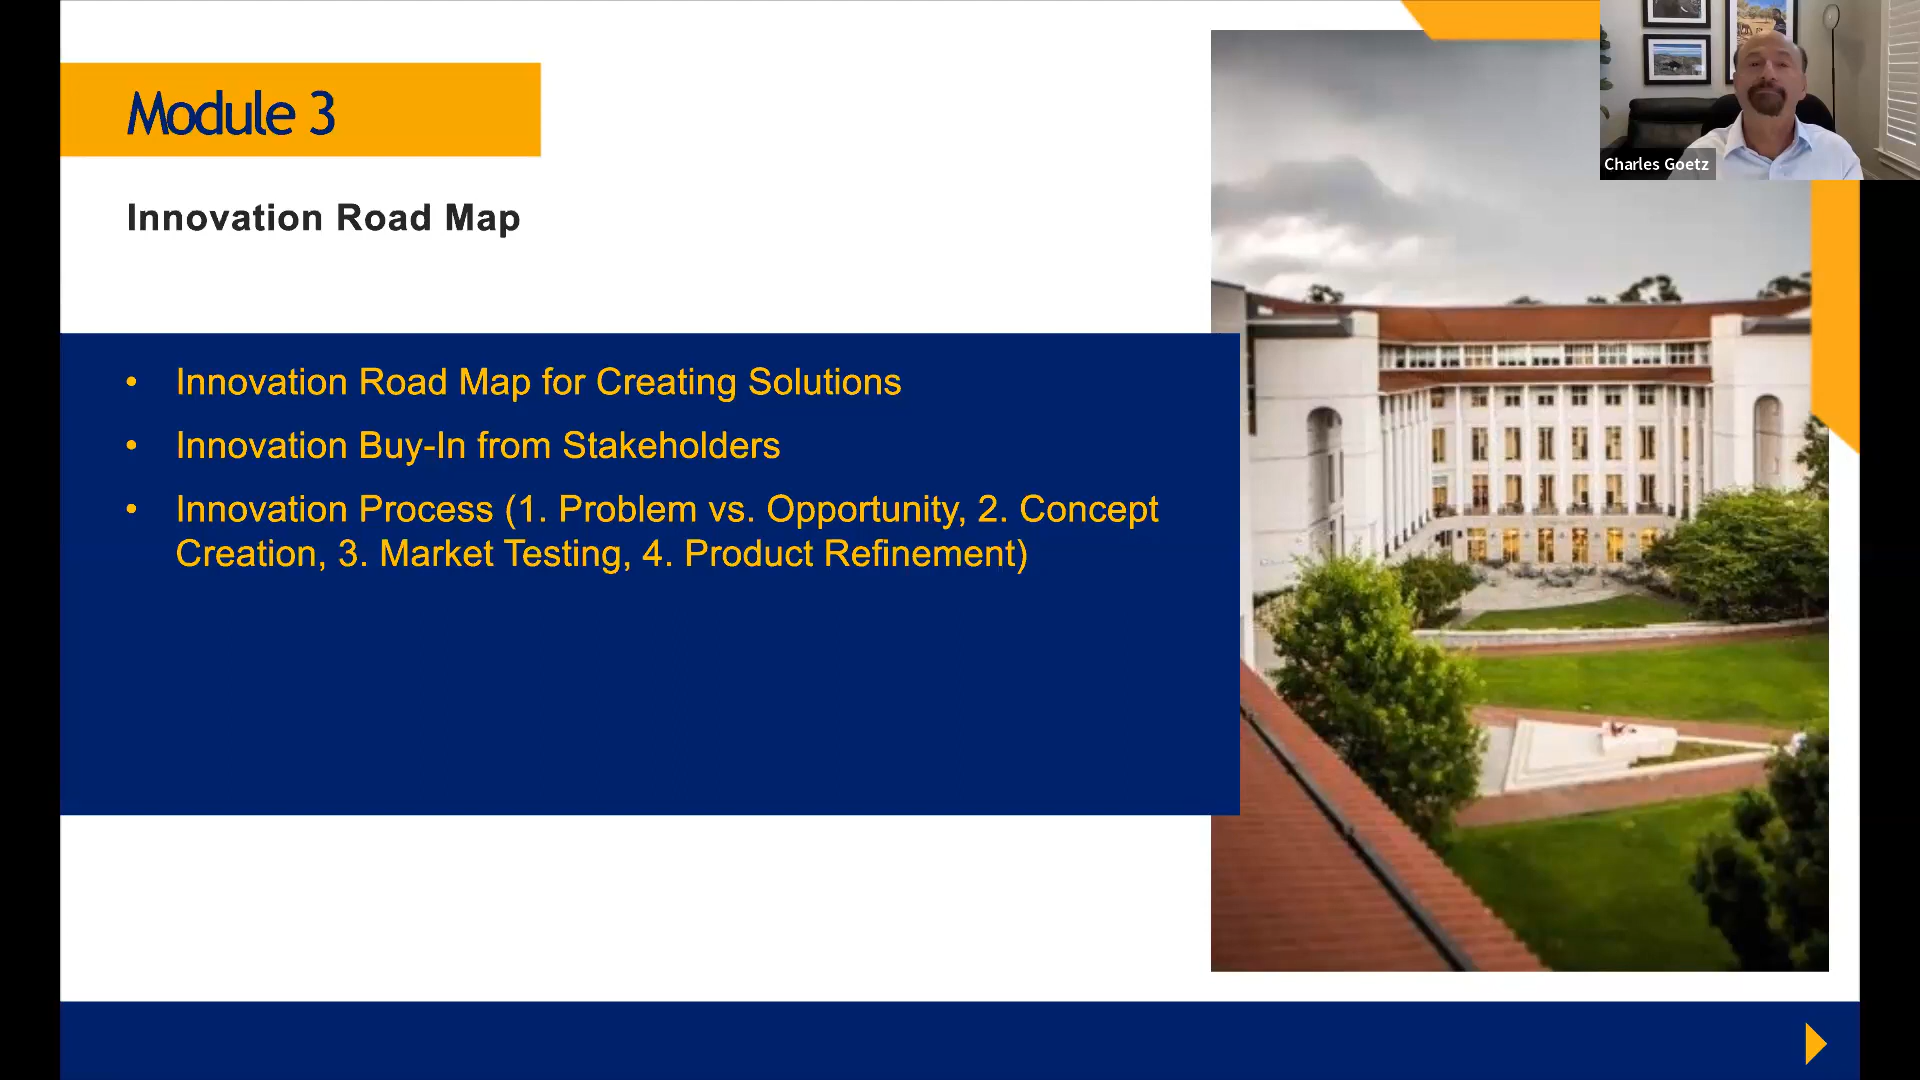 Module 3
Innovation Road Map
• Innovation Road Map for Creating Solutions
• Innovation Buy-In from Stakeholders
• Innovation Process (1. Problem vs. Opportunity, 2. Concept
Creation, 3. Market Testing, 4. Product Refinement)
Charles Goetz